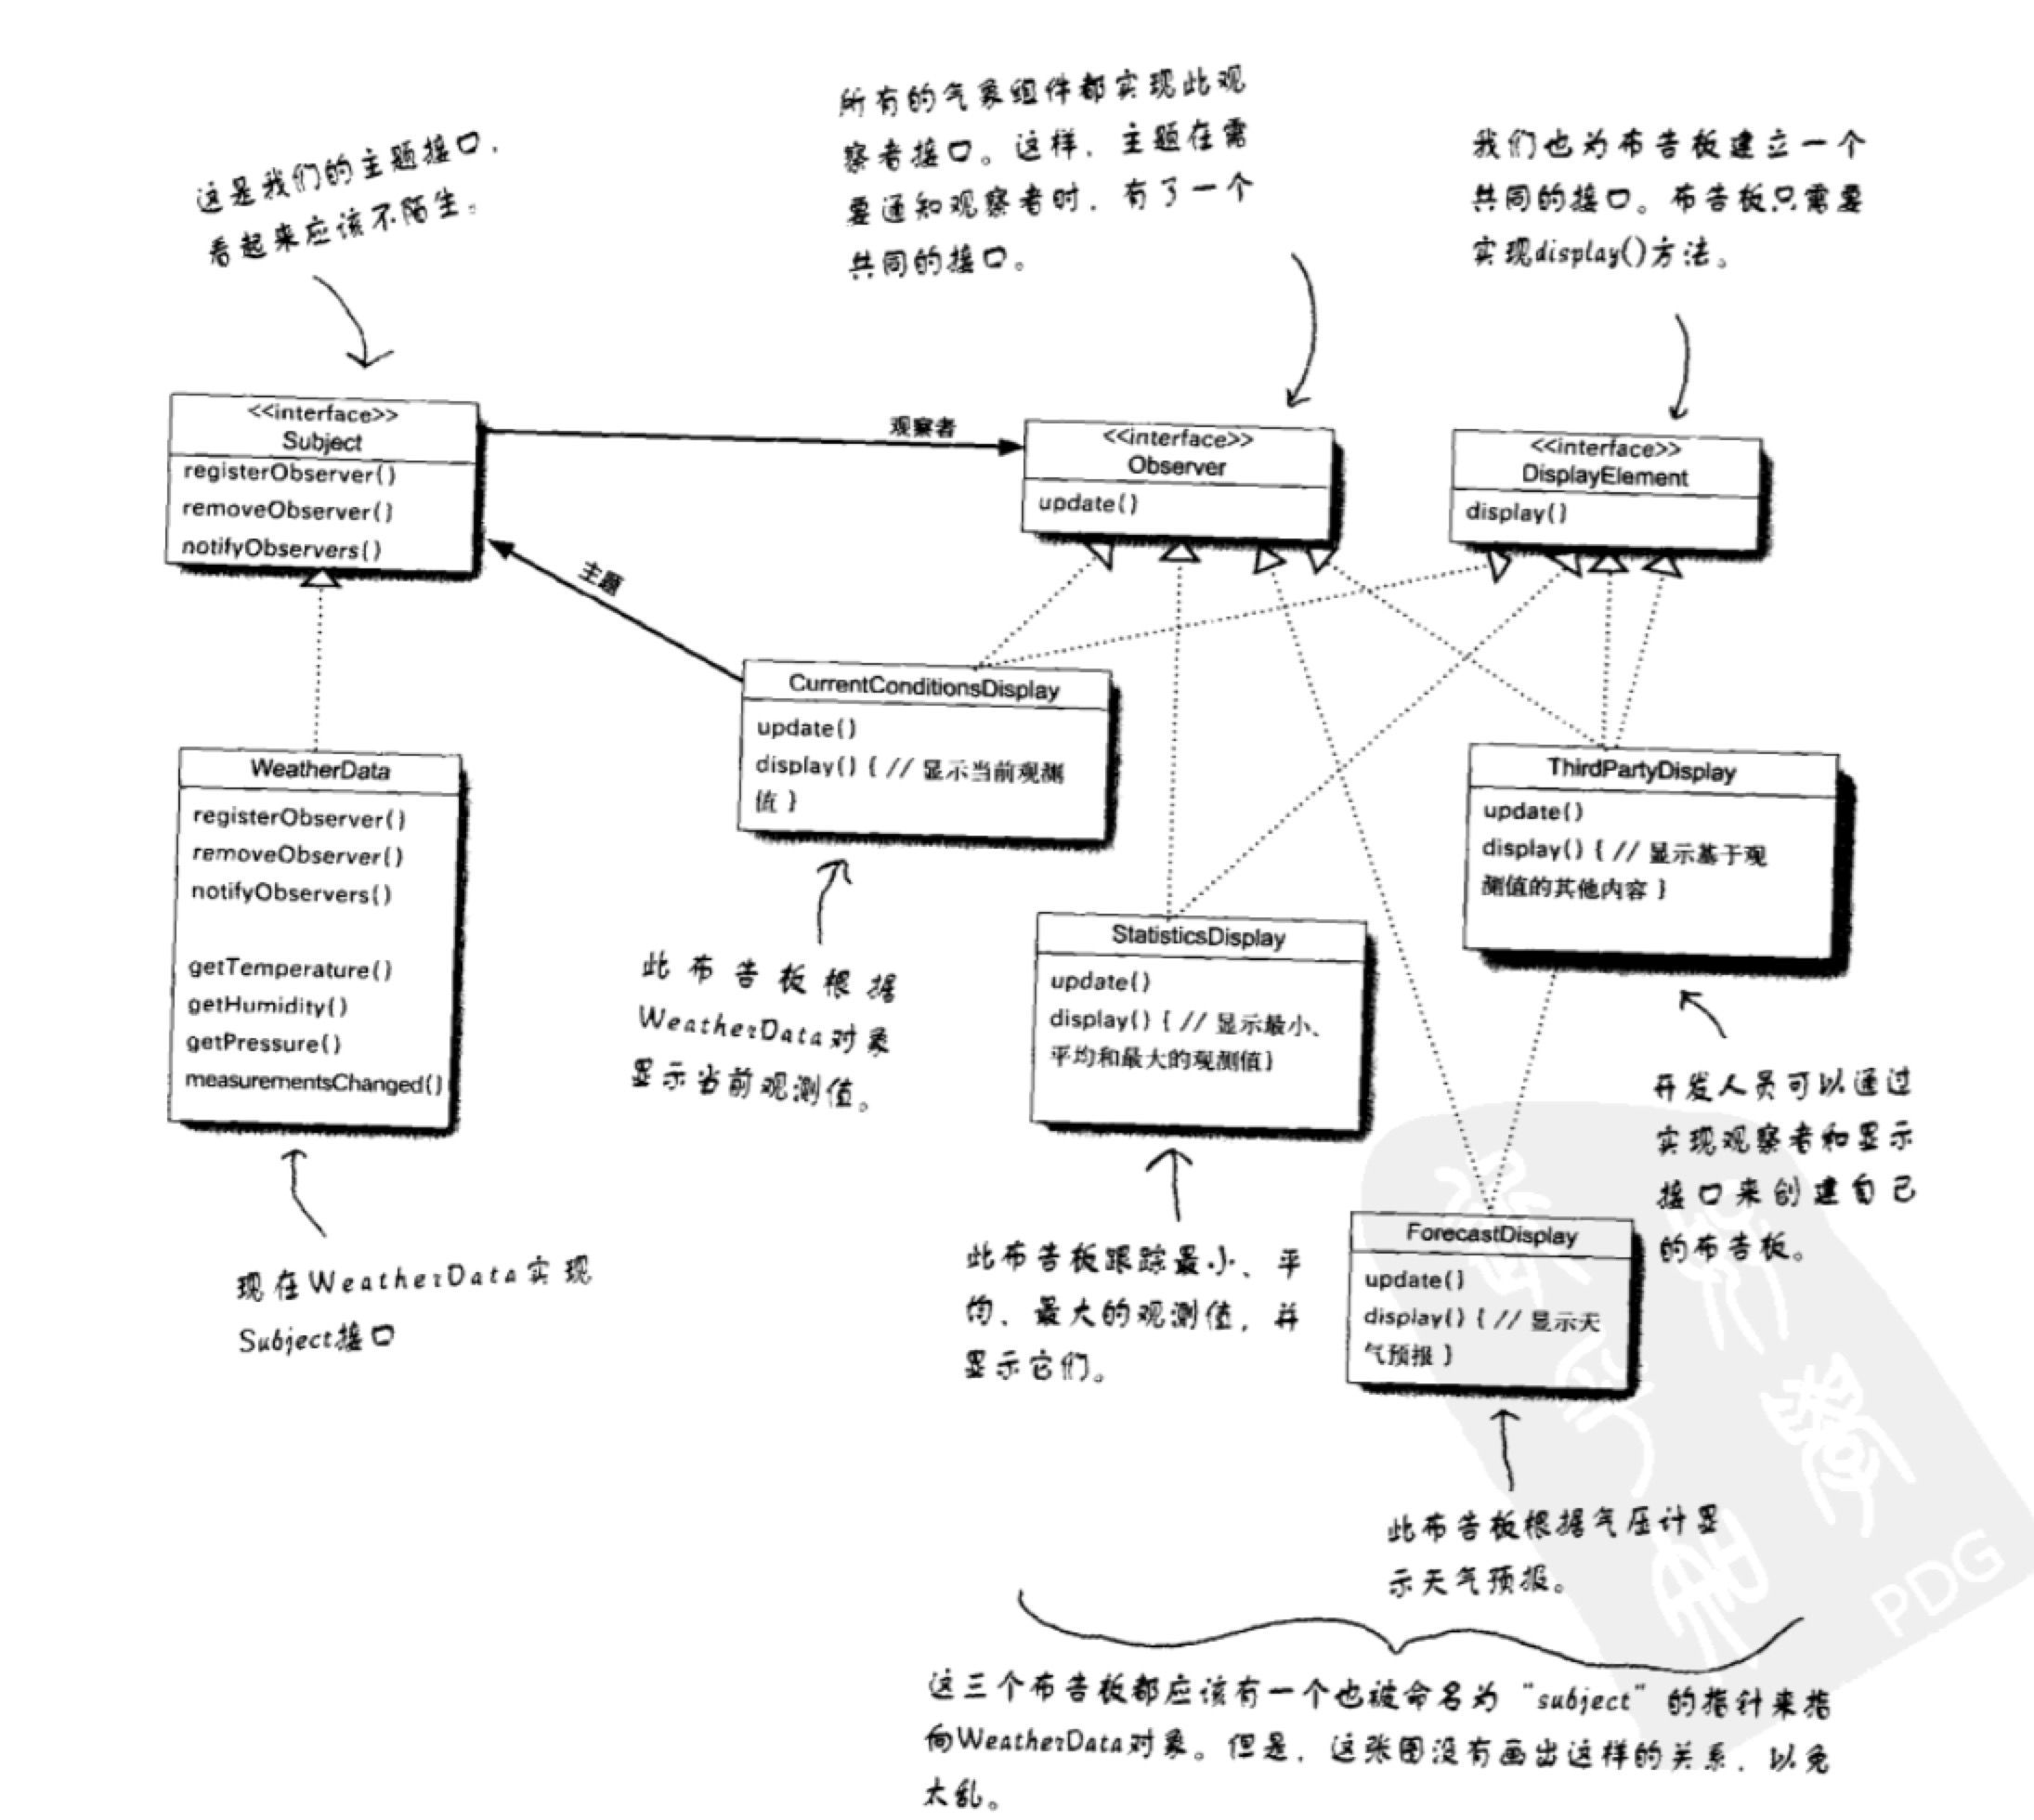 这是我们的主题接口，
看起来应该不陌生。
所有的气象组件都实现此观
察者接口。这样，主题在需
要通知观察者时，有了一个
共同的接口。
我们也为布告板建立一个
共同的接口。布告板只需要
实现display()方法。
<<interface>>
Subject
registerObserver()
removeObserver()
notifyObservers()
观察者
<<interface>>
Observer
update()
<<interface>>
DisplayElement
display()
主题
CurrentConditionsDisplay
update()
display() { // 显示当前观测
值 }
WeatherData
registerObserver()
removeObserver()
notifyObservers()
getTemperature()
getHumidity()
getPressure()
measurementsChanged()
ThirdPartyDisplay
update()
display() { // 显示基于观
测值的其他内容 }
StatisticsDisplay
update()
display() { // 显示最小、
平均和最大的观测值}
此布告板根据
WeatherData对象
显示当前观测值。
开发人员可以通过
实现观察者和显示
接口来创建自己
的布告板。
现在WeatherData实现
Subject接口
此布告板跟踪最小、平
均、最大的观测值，并
显示它们。
ForecastDisplay
update()
display() { // 显示天
气预报 }
此布告板根据气压计显
示天气预报。
这三个布告板都应该有一个也被命名为“subject”的指针来指
向WeatherData对象。但是，这张图没有画出这样的关系，以免
太乱。
PDG